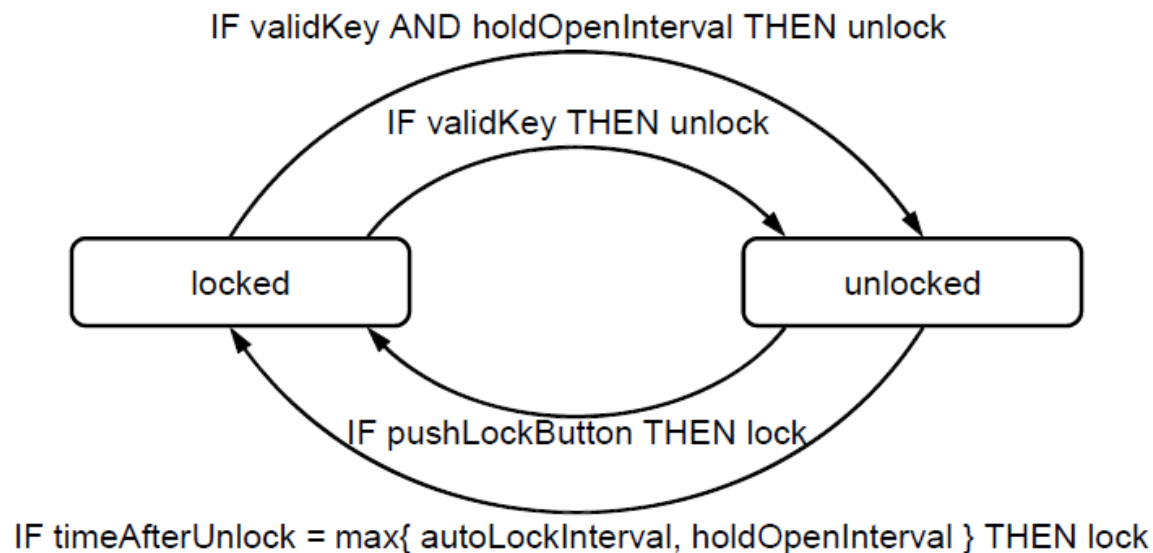 IF validKey AND holdOpenInterval THEN unlock
IF validKey THEN unlock
locked
unlocked
IF pushLockButton THEN lock
IF timeAfterUnlock = max{ autoLockInterval, holdOpenInterval } THEN lock